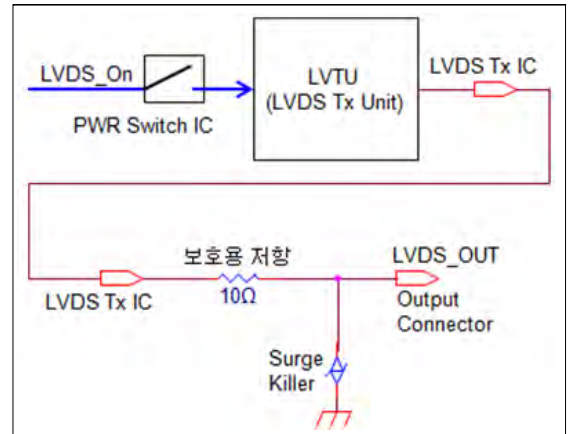 LVDS_On
PWR Switch IC
LVTU
(LVDS Tx Unit)
LVDS Tx IC
LVDS Tx IC
보호용 저항
10Ω
LVDS_OUT
Output
Connector
Surge
Killer